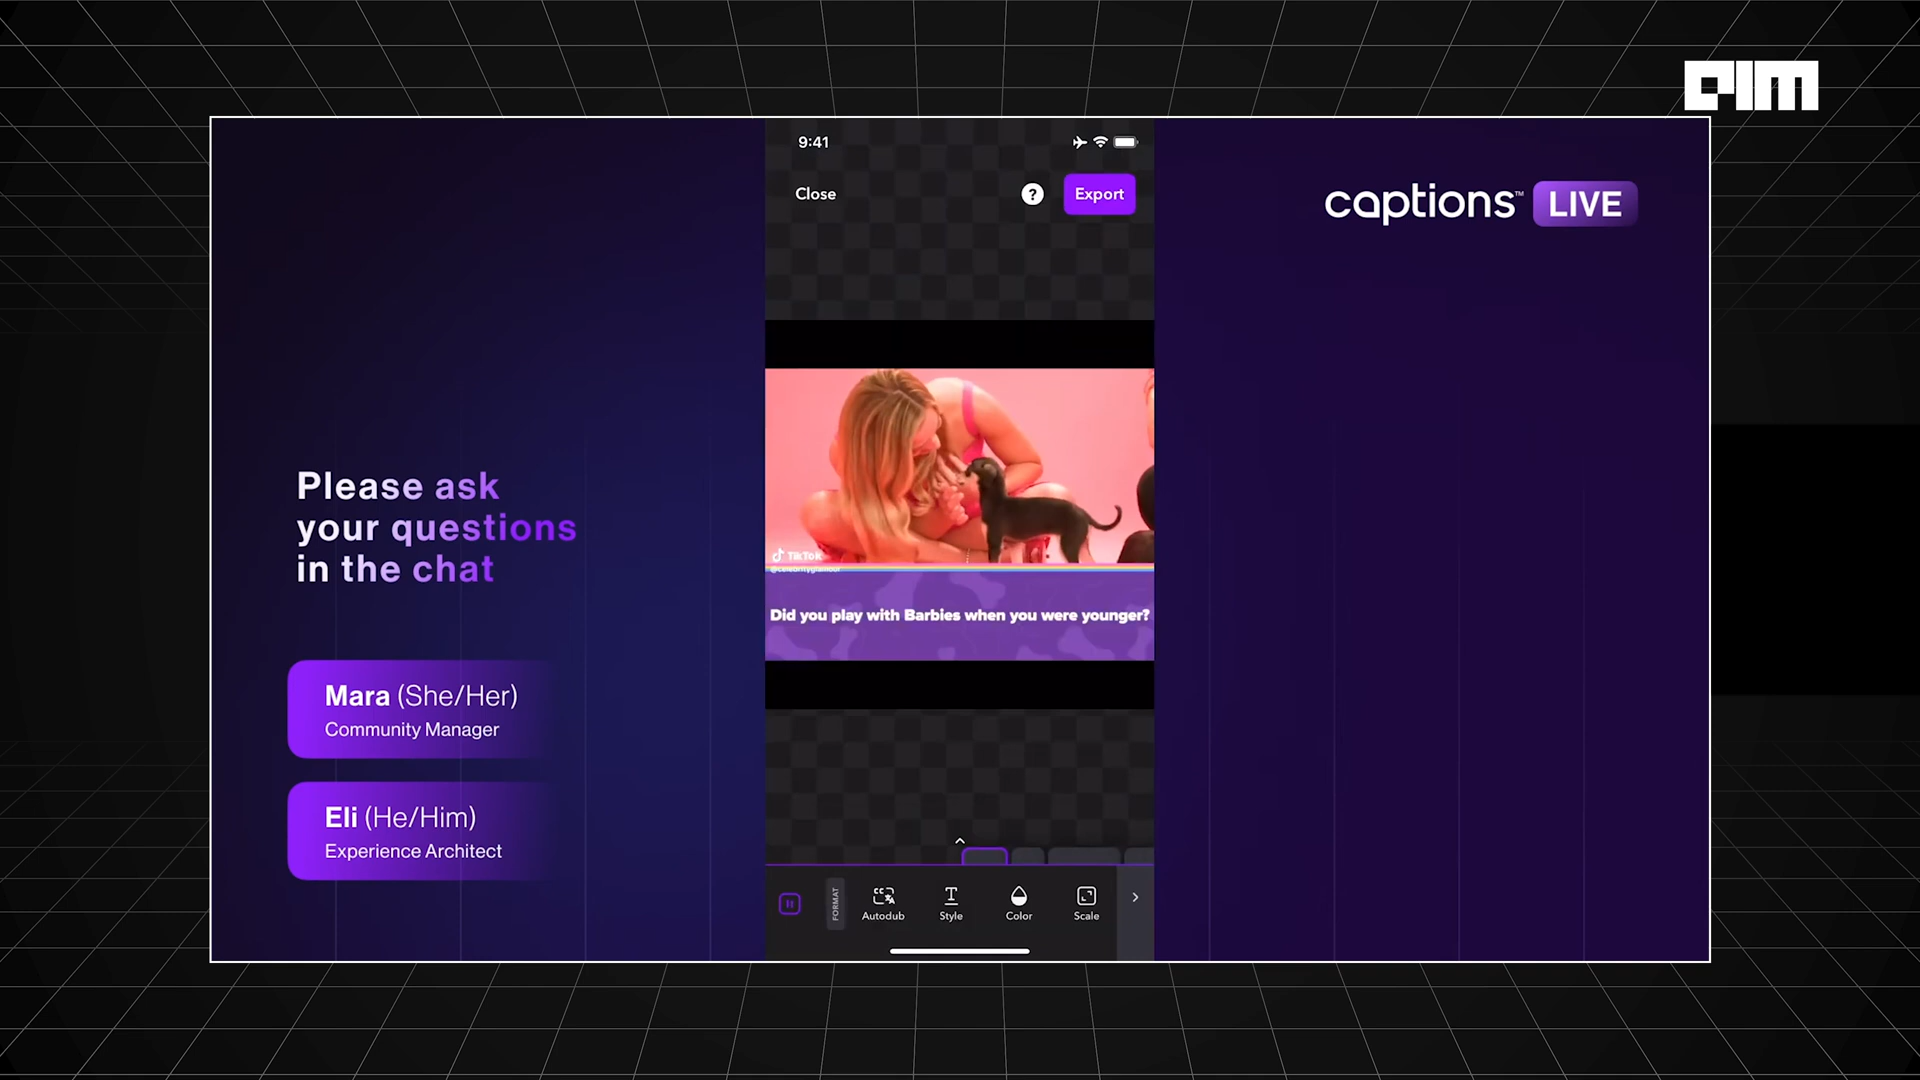 AIM
9:41
Close
?
Export
captions™ LIVE
Please ask
your questions
in the chat
TikTok
@celebrityglamour
Did you play with Barbies when you were younger?
Mara (She/Her)
Community Manager
Eli (He/Him)
Experience Architect
FORMAT
Autodub
Style
Color
Scale